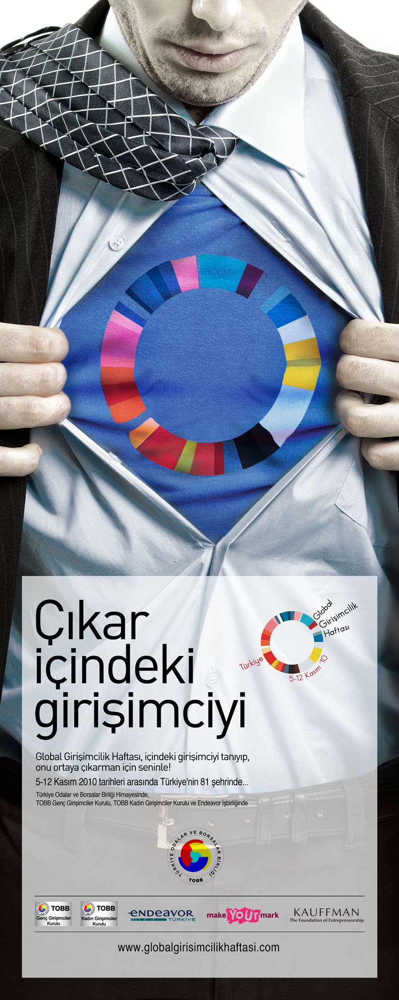 Çıkar
içindeki
girişimciyi
Global
Girişimcilik
Haftası
Türkiye
5-12 Kasım '10
Global Girişimcilik Haftası, içindeki girişimciyi tanıyıp,
onu ortaya çıkarman için seninle!
5-12 Kasım 2010 tarihleri arasında Türkiye'nin 81 şehrinde...
Türkiye Odalar ve Borsalar Birliği Himayesinde,
TOBB Genç Girişimciler Kurulu, TOBB Kadın Girişimciler Kurulu ve Endeavor İşbirliğinde
TÜRKİYE ODALAR VE BORSALAR BİRLİĞİ
TOBB
TOBB
Genç Girişimciler
Kurulu
TOBB
Kadın Girişimciler
Kurulu
ENDEAVOR
TÜRKİYE
make YOUr mark
KAUFFMAN
The Foundation of Entrepreneurship
www.globalgirisimcilikhaftasi.com